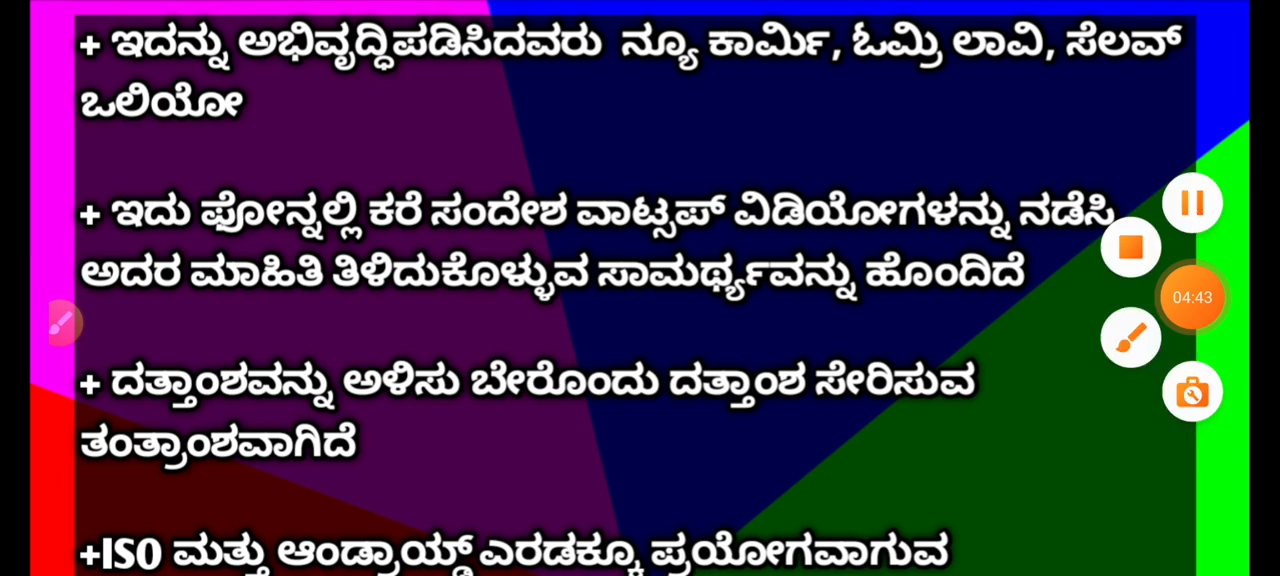 + ಇದನ್ನು ಅಭಿವೃದ್ಧಿಪಡಿಸಿದವರು ನ್ಯೂ ಕಾರ್ಮಿ, ಓಮ್ರಿ ಲಾವಿ, ಸೆಲವ್
ಒಲಿಯೋ
+ ಇದು ಫೋನ್ನಲ್ಲಿ ಕರೆ ಸಂದೇಶ ವಾಟ್ಸಪ್ ವಿಡಿಯೋಗಳನ್ನು ನಡೆಸಿ
ಅದರ ಮಾಹಿತಿ ತಿಳಿದುಕೊಳ್ಳುವ ಸಾಮರ್ಥ್ಯವನ್ನು ಹೊಂದಿದೆ
04:43
+ ದತ್ತಾಂಶವನ್ನು ಅಳಿಸು ಬೇರೊಂದು ದತ್ತಾಂಶ ಸೇರಿಸುವ
ತಂತ್ರಾಂಶವಾಗಿದೆ
+ISO ಮತ್ತು ಆಂಡ್ರಾಯ್ಡ್ ಎರಡಕ್ಕೂ ಪ್ರಯೋಗವಾಗುವ